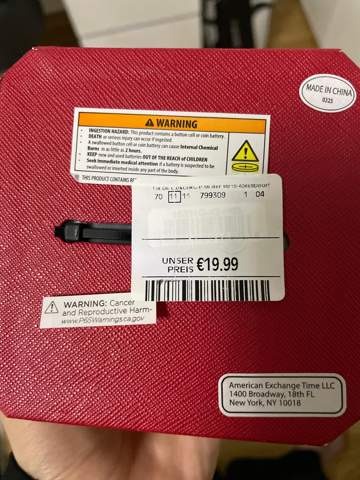 MADE IN CHINA
0323
WARNING
• INGESTION HAZARD: This product contains a button cell or coin battery.
• DEATH or serious injury can occur if ingested.
• A swallowed button cell or coin battery can cause Internal Chemical
Burns in as little as 2 hours.
• KEEP new and used batteries OUT OF THE REACH of CHILDREN
• Seek immediate medical attention if a battery is suspected to be
swallowed or inserted inside any part of the body.
THIS PRODUCT CONTAINS
70 11 11 799309 1 04
UNSER
PREIS €19.99
WARNING: Cancer
and Reproductive Harm-
www.P65Warnings.ca.gov
American Exchange Time LLC
1400 Broadway, 18th FL
New York, NY 10018